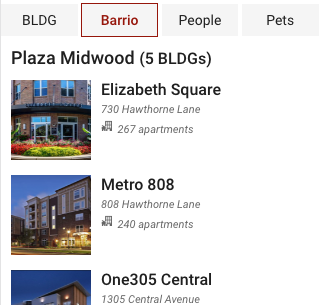 BLDG Barrio People Pets
Plaza Midwood (5 BLDGs)
Elizabeth Square
730 Hawthorne Lane
267 apartments
Metro 808
808 Hawthorne Lane
240 apartments
One305 Central
1305 Central Avenue